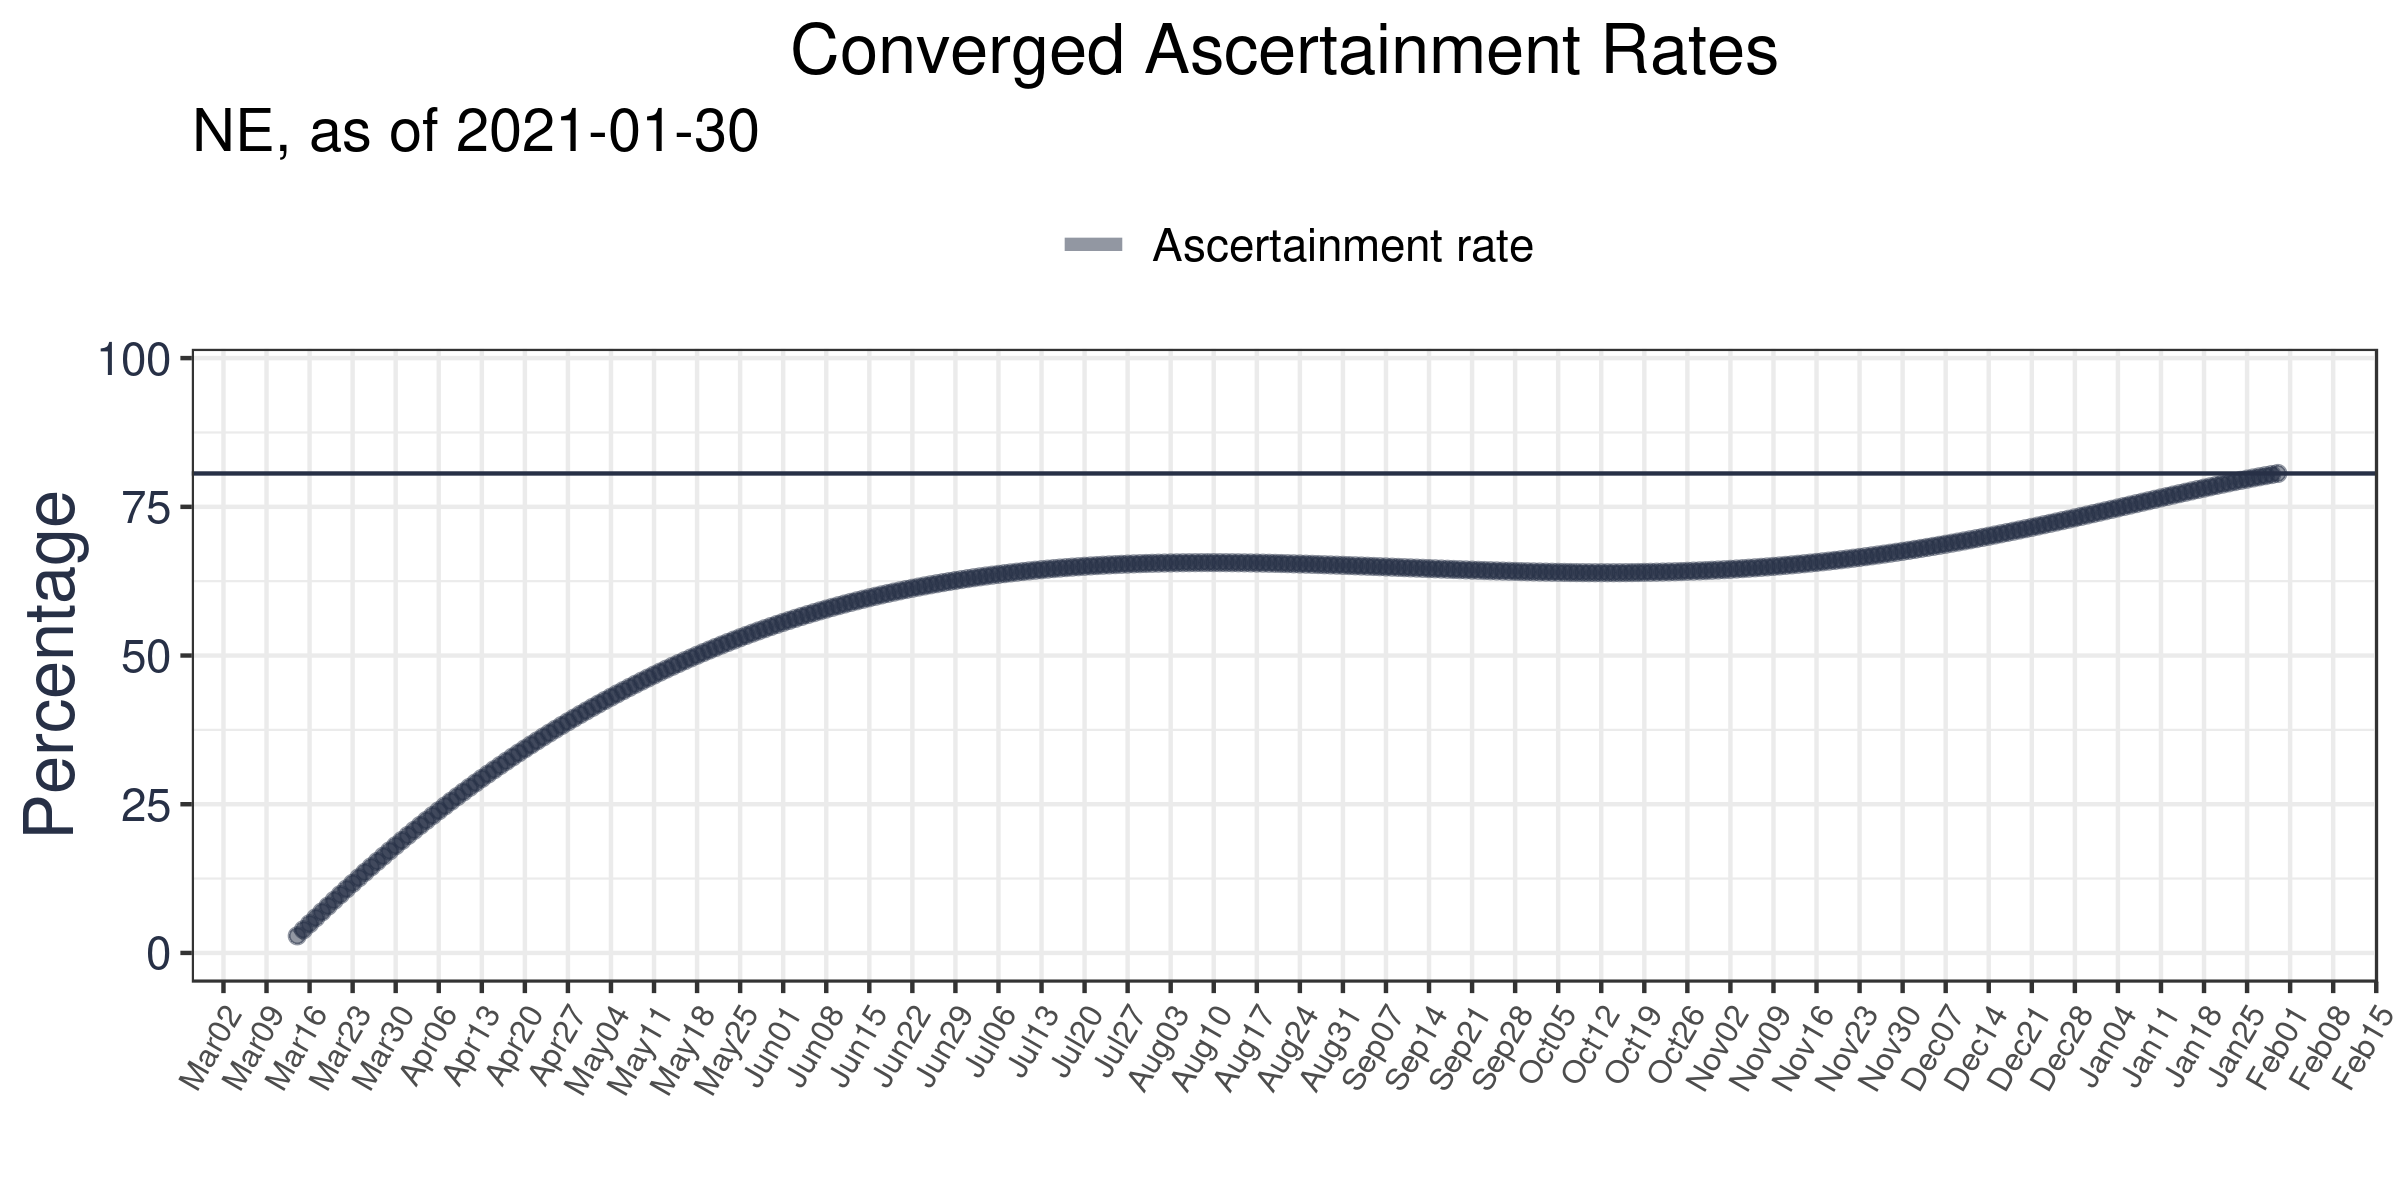 Converged Ascertainment Rates
NE, as of 2021-01-30
Ascertainment rate
Percentage
100
75
50
25
0
Mar02 Mar09 Mar16 Mar23 Mar30 Apr06 Apr13 Apr20 Apr27 May04 May11 May18 May25 Jun01 Jun08 Jun15 Jun22 Jun29 Jul06 Jul13 Jul20 Jul27 Aug03 Aug10 Aug17 Aug24 Aug31 Sep07 Sep14 Sep21 Sep28 Oct05 Oct12 Oct19 Oct26 Nov02 Nov09 Nov16 Nov23 Nov30 Dec07 Dec14 Dec21 Dec28 Jan04 Jan11 Jan18 Jan25 Feb01 Feb08 Feb15